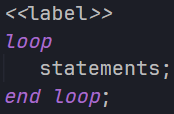 <<label>>
loop
   statements;
end loop;